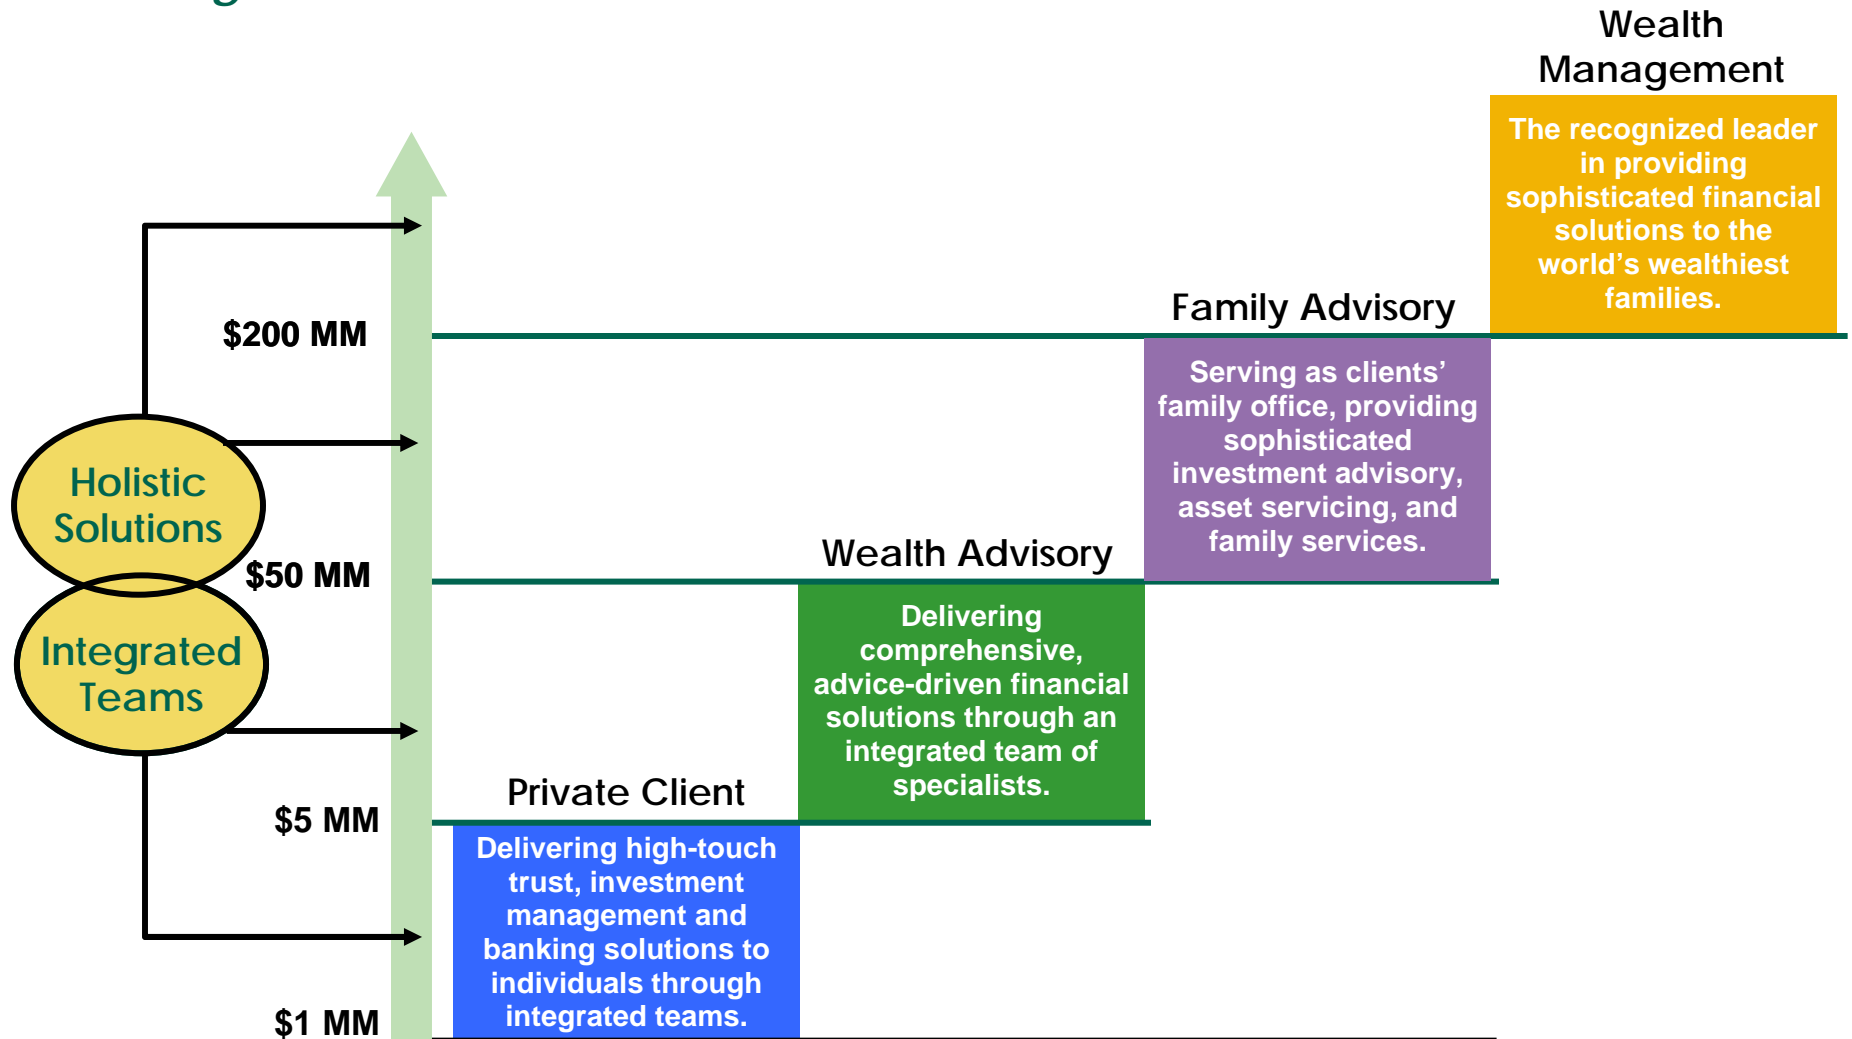 Wealth
Management
The recognized leader
in providing
sophisticated financial
solutions to the
world’s wealthiest
families.
Family Advisory
$200 MM
Serving as clients’
family office, providing
sophisticated
investment advisory,
asset servicing, and
family services.
Holistic
Solutions
Wealth Advisory
$50 MM
Delivering
comprehensive,
advice-driven financial
solutions through an
integrated team of
specialists.
Integrated
Teams
Private Client
$5 MM
Delivering high-touch
trust, investment
management and
banking solutions to
individuals through
integrated teams.
$1 MM